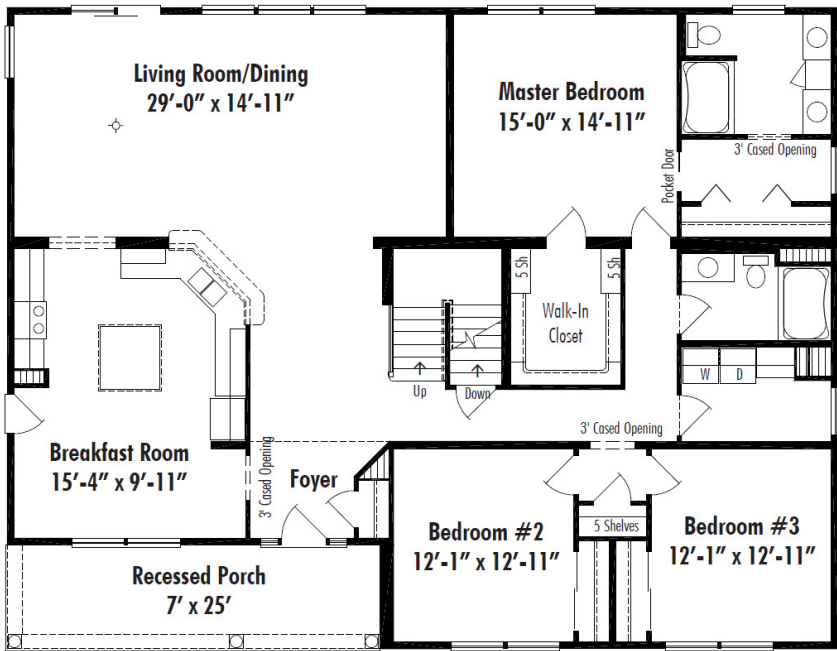 Living Room/Dining
29'-0" x 14'-11"
Master Bedroom
15'-0" x 14'-11"
3' Cased Opening
Pocket Door
5 Sh
5 Sh
Walk-In
Closet
W
D
Up
Down
3' Cased Opening
Breakfast Room
15'-4" x 9'-11"
3' Cased Opening
Foyer
Bedroom #2
12'-1" x 12'-11"
5 Shelves
Bedroom #3
12'-1" x 12'-11"
Recessed Porch
7' x 25'